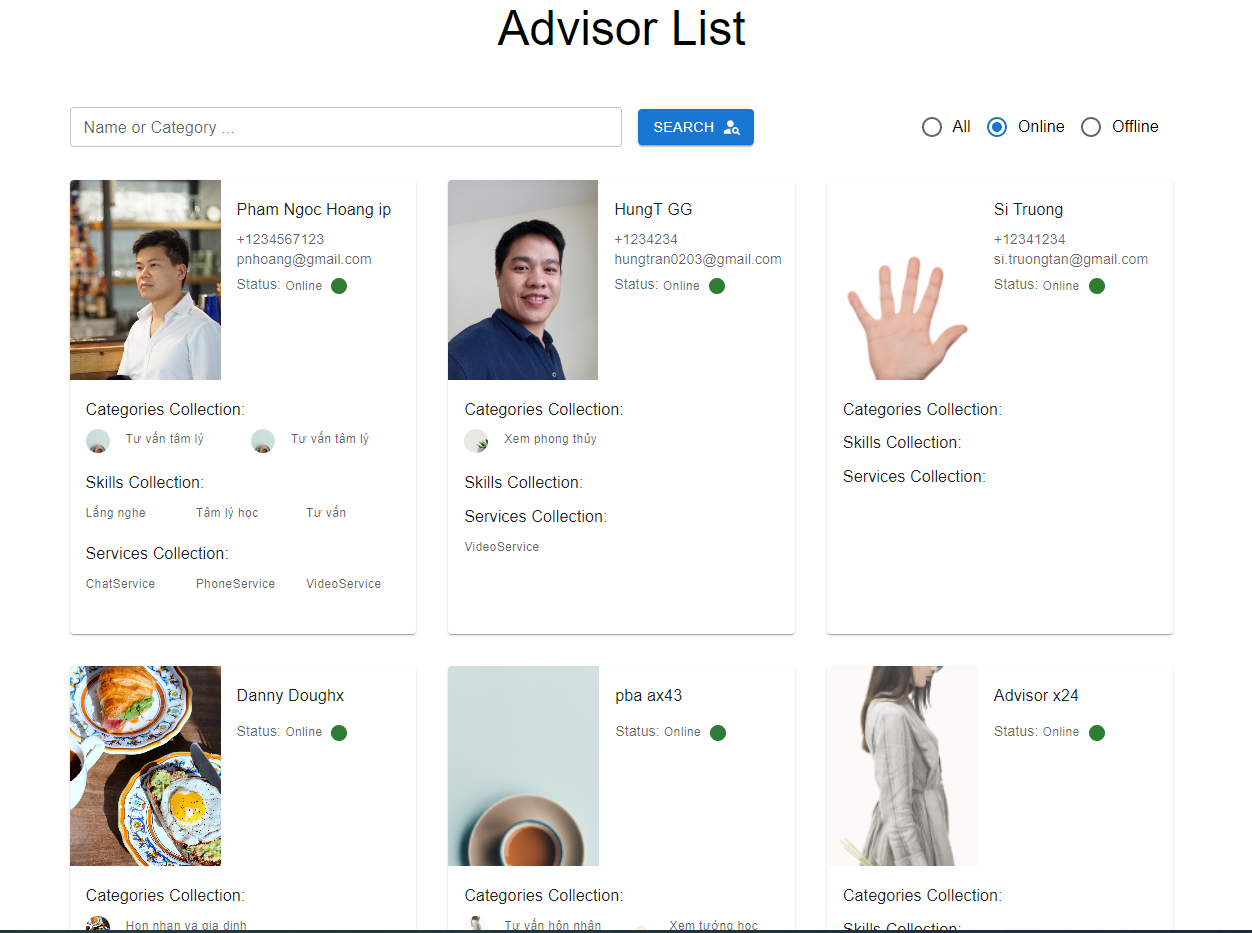 Advisor List
Name or Category ...
SEARCH
All
Online
Offline
Pham Ngoc Hoang ip
+1234567123
pnhoang@gmail.com
Status: Online
Categories Collection:
Tư vấn tâm lý
Tư vấn tâm lý
Skills Collection:
Lắng nghe
Tâm lý học
Tư vấn
Services Collection:
ChatService
PhoneService
VideoService
HungT GG
+1234234
hungtran0203@gmail.com
Status: Online
Categories Collection:
Xem phong thủy
Skills Collection:
Services Collection:
VideoService
Si Truong
+12341234
si.truongtan@gmail.com
Status: Online
Categories Collection:
Skills Collection:
Services Collection:
Danny Doughx
Status: Online
Categories Collection:
Hon nhan va gia dinh
pba ax43
Status: Online
Categories Collection:
Tư vấn hôn nhân
Xem tướng học
Advisor x24
Status: Online
Categories Collection:
Skills Collection: